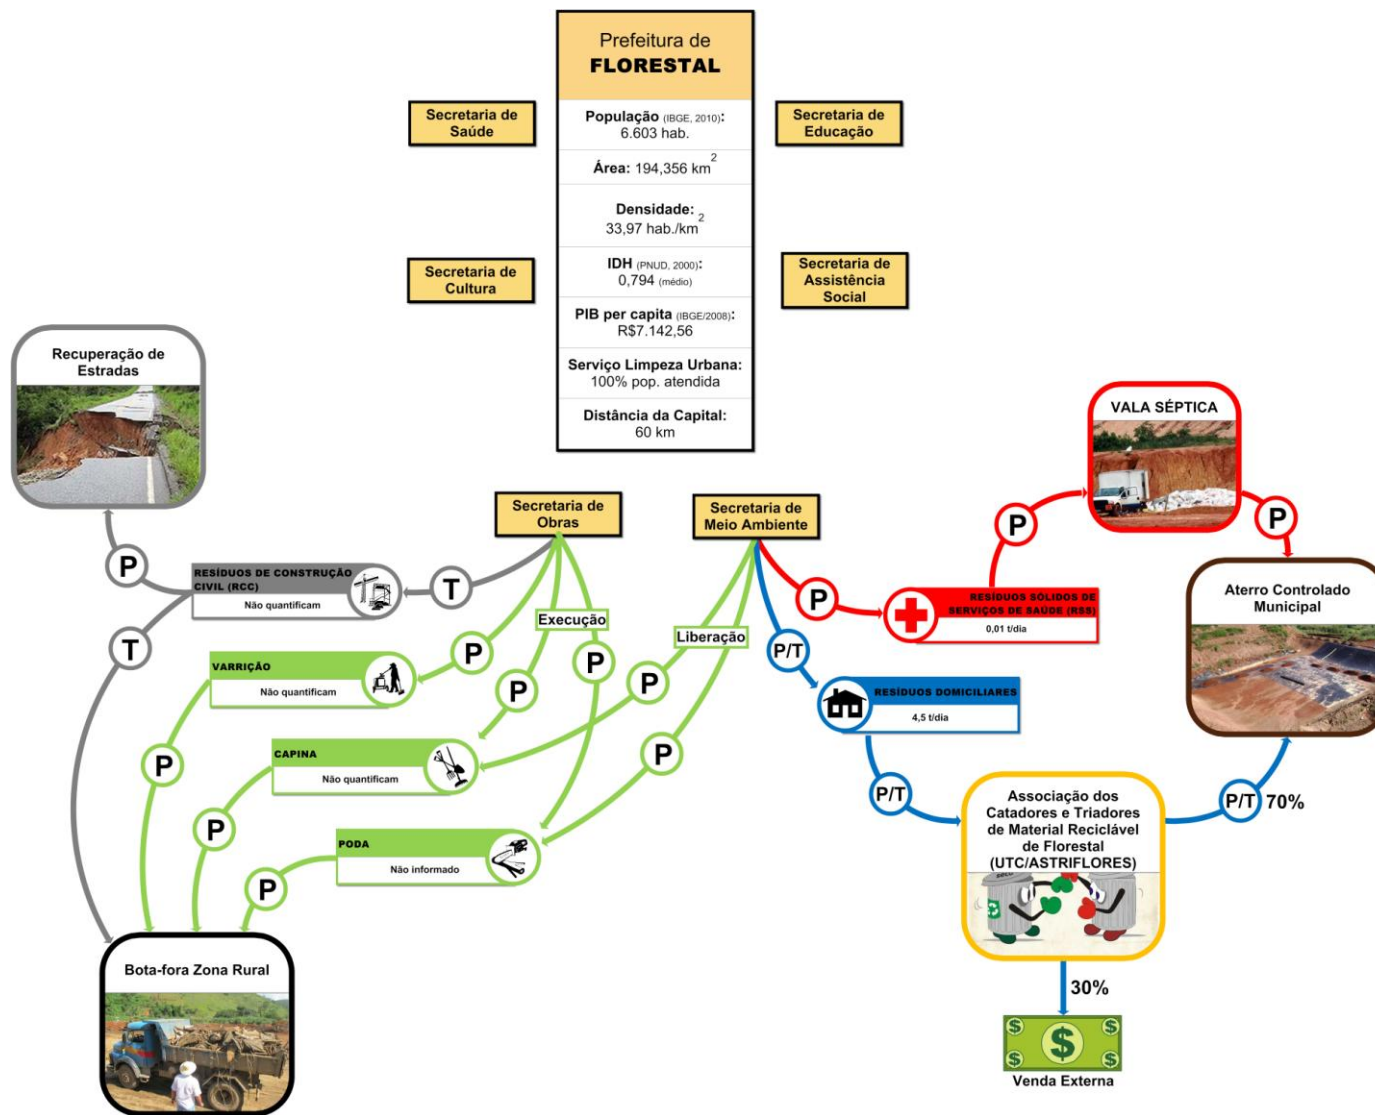 Prefeitura de
FLORESTAL
Secretaria de
Saúde
Secretaria de
Educação
População (IBGE, 2010):
6.603 hab.
Área: 194,356 km²
Densidade:
33,97 hab./km²
Secretaria de
Cultura
Secretaria de
Assistência
Social
IDH (PNUD, 2000):
0,794 (médio)
PIB per capita (IBGE/2008):
R$7.142,56
Serviço Limpeza Urbana:
100% pop. atendida
Distância da Capital:
60 km
Recuperação de
Estradas
VALA SÉPTICA
Secretaria de
Obras
Secretaria de
Meio Ambiente
P
P
P
T
RESÍDUOS DE CONSTRUÇÃO
CIVIL (RCC)
Não quantificam
T
P
RESÍDUOS SÓLIDOS DE
SERVIÇOS DE SAÚDE (RSS)
0,01 t/dia
Aterro Controlado
Municipal
Execução
Liberação
T
P
P
P/T
VARRIÇÃO
Não quantificam
P
P
RESÍDUOS DOMICILIARES
4,5 t/dia
CAPINA
Não quantificam
P
P
P/T
P/T
70%
Associação dos
Catadores e Triadores
de Material Reciclável
de Florestal
(UTC/ASTRIFLORES)
P
PODA
Não informado
P
Bota-fora Zona Rural
30%
$ $
$
$ $
Venda Externa